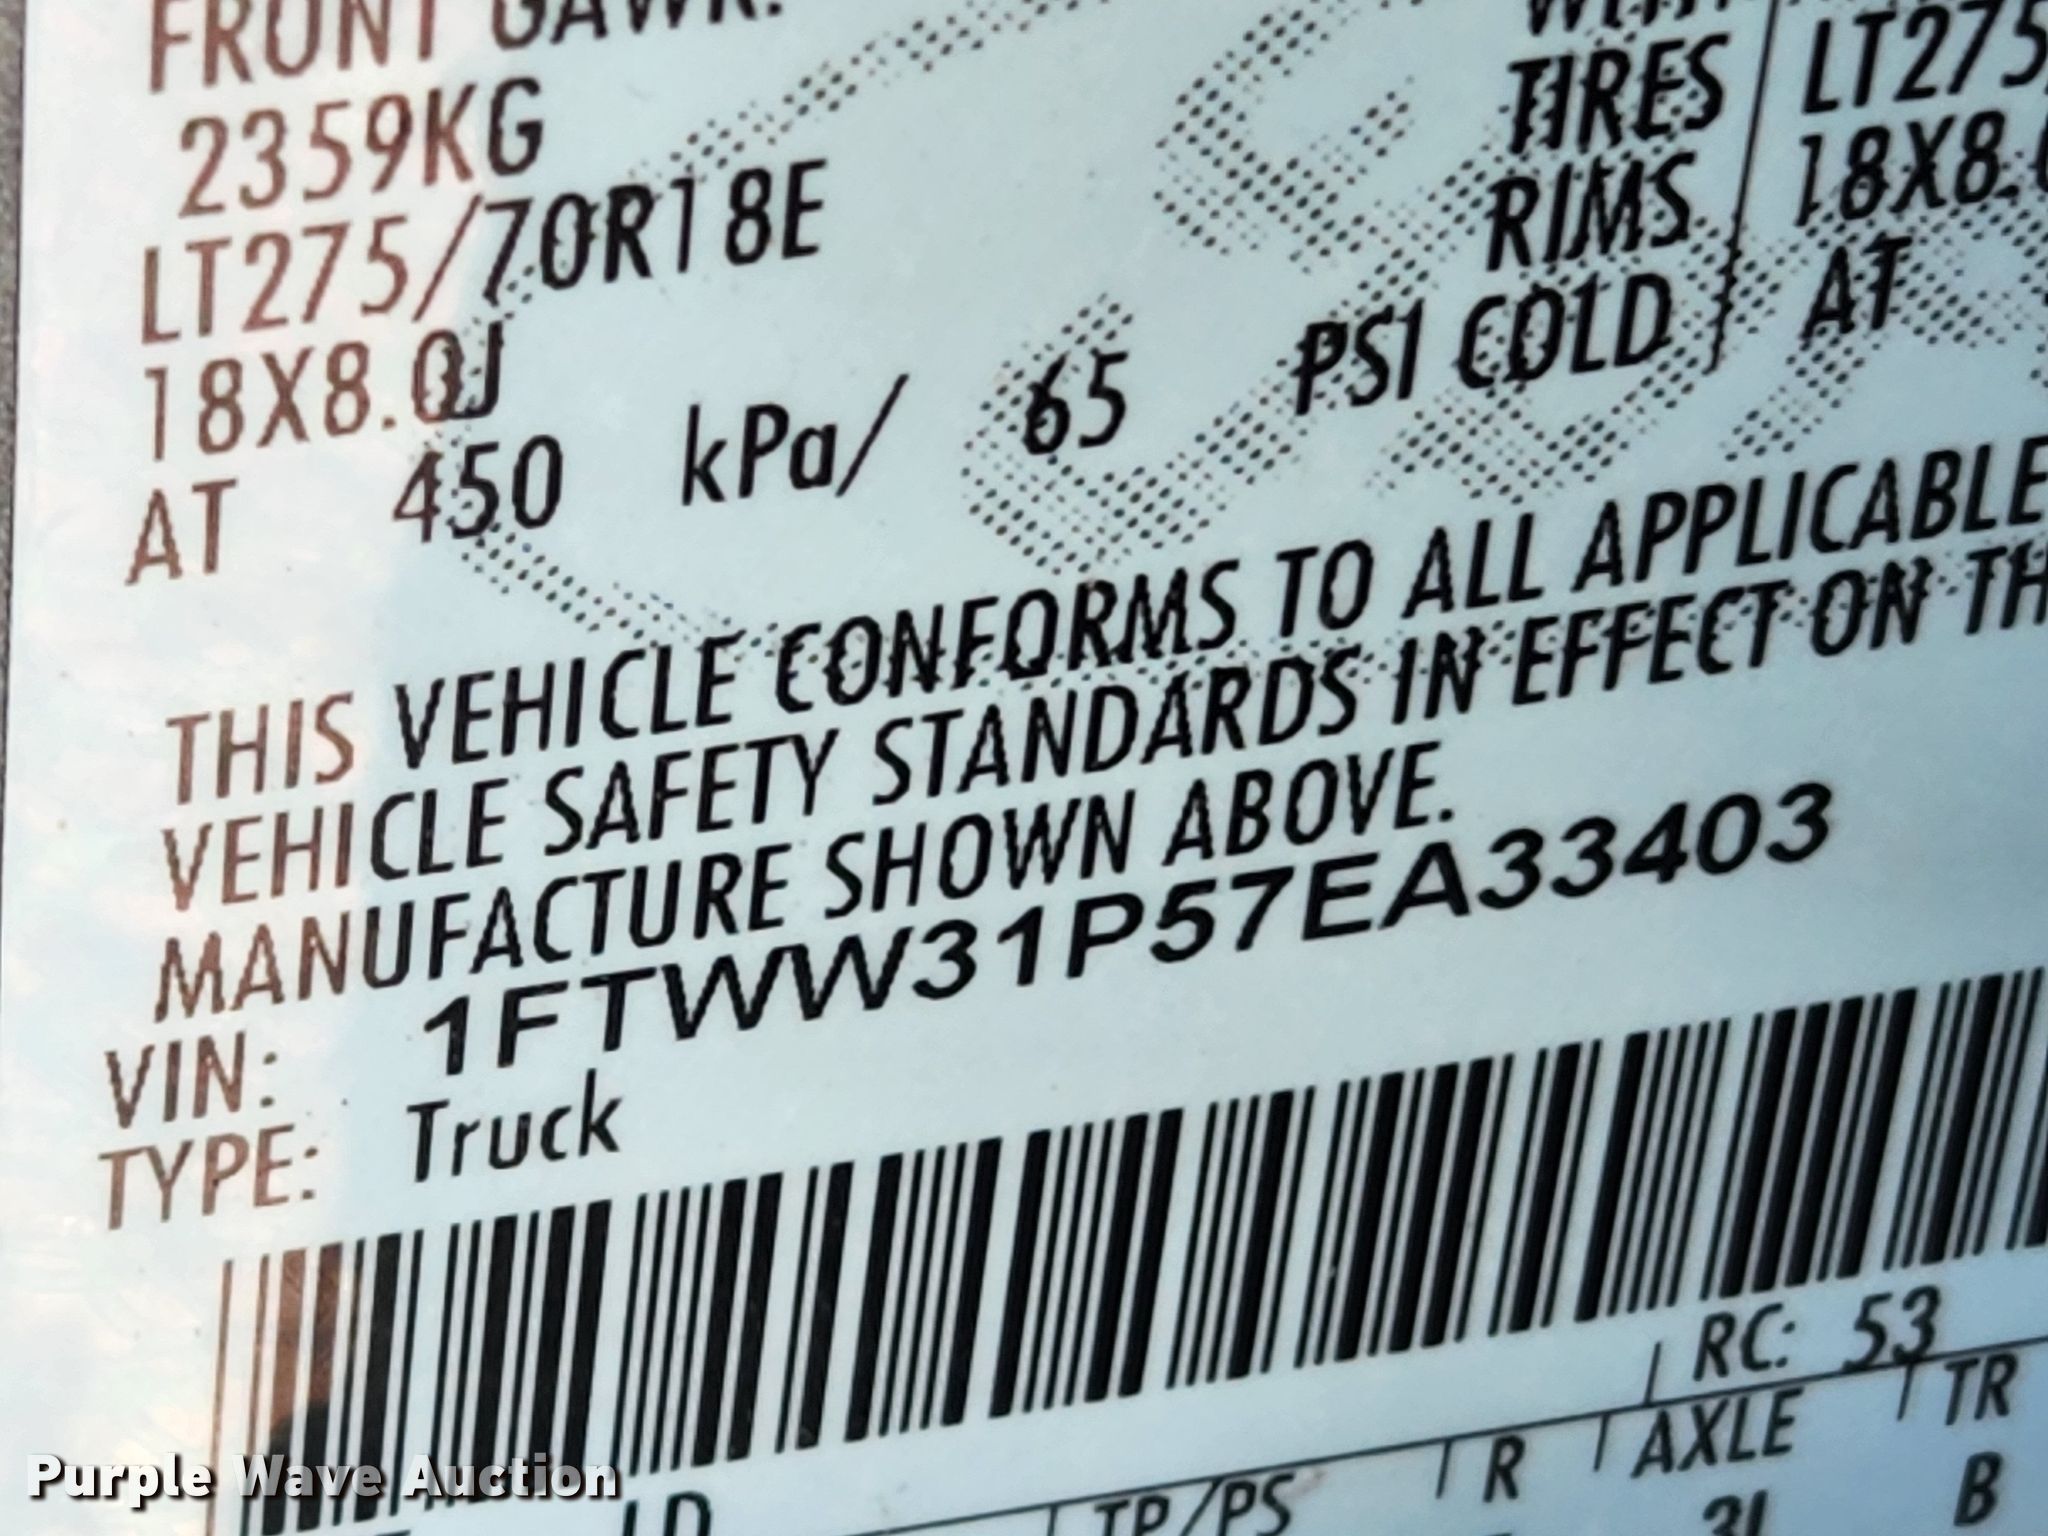 FRONT GAWR:
2359KG
LT275/70R18E
18X8.0J
AT 450 kPa/ 65 PSI COLD
TIRES LT275
RIMS 18X8.
AT
THIS VEHICLE CONFORMS TO ALL APPLICABLE
VEHICLE SAFETY STANDARDS IN EFFECT ON TH
MANUFACTURE SHOWN ABOVE.
VIN: 1FTWW31P57EA33403
TYPE: Truck
RC: 53
TP/PS R AXLE TR
3L B
Purple Wave Auction